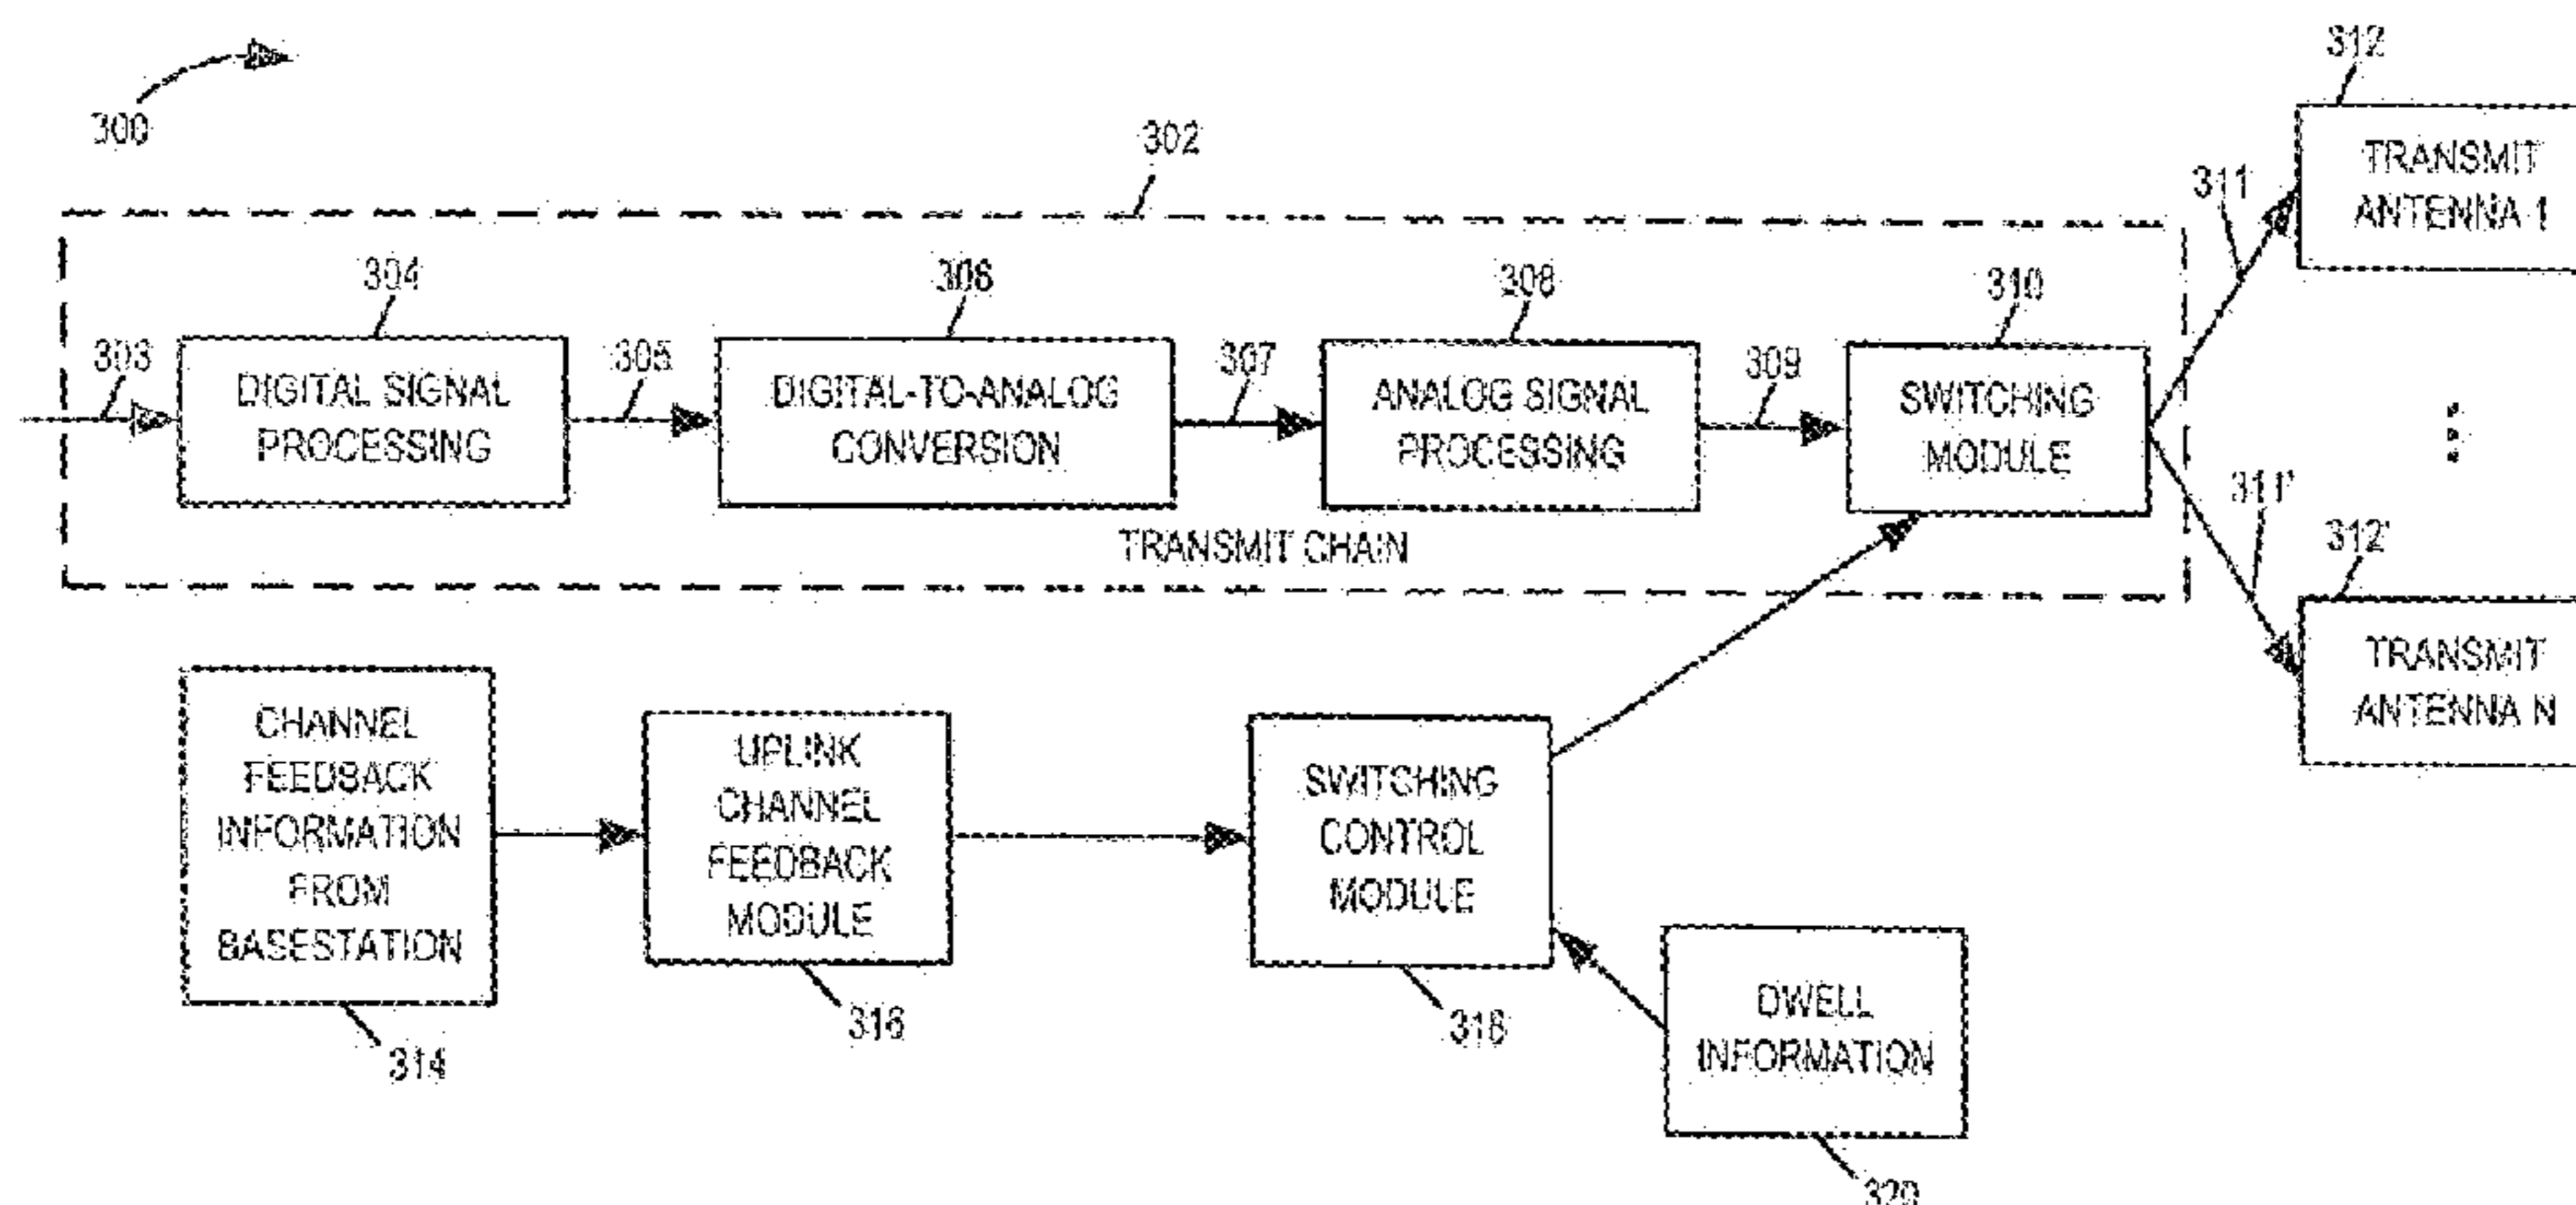 300
302
312
TRANSMIT
ANTENNA 1
311
303
304
DIGITAL SIGNAL
PROCESSING
305
306
DIGITAL-TO-ANALOG
CONVERSION
307
308
ANALOG SIGNAL
PROCESSING
309
310
SWITCHING
MODULE
TRANSMIT CHAIN
311'
312'
TRANSMIT
ANTENNA N
CHANNEL
FEEDBACK
INFORMATION
FROM
BASESTATION
314
UPLINK
CHANNEL
FEEDBACK
MODULE
316
SWITCHING
CONTROL
MODULE
318
DWELL
INFORMATION
320